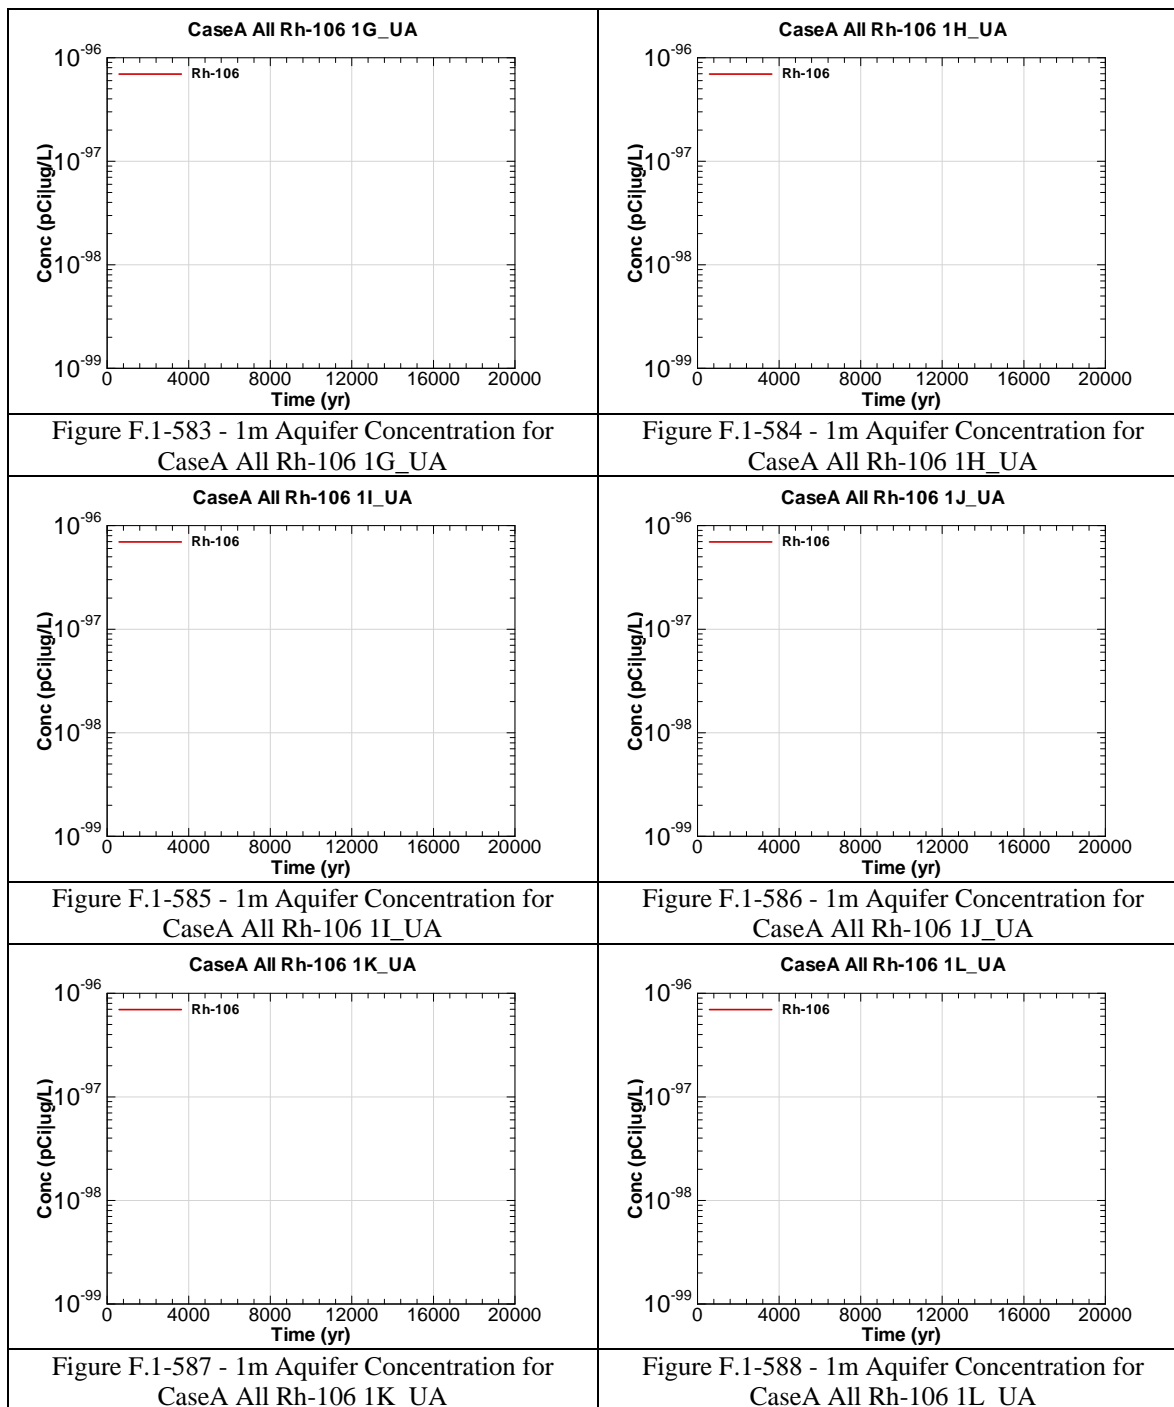 CaseA All Rh-106 1G_UA
Rh-106
Conc (pCi|ug/L)
10-96
10-97
10-98
10-99
0 4000 8000 12000 16000 20000
Time (yr)
Figure F.1-583 - 1m Aquifer Concentration for
CaseA All Rh-106 1G_UA
CaseA All Rh-106 1H_UA
Rh-106
Conc (pCi|ug/L)
10-96
10-97
10-98
10-99
0 4000 8000 12000 16000 20000
Time (yr)
Figure F.1-584 - 1m Aquifer Concentration for
CaseA All Rh-106 1H_UA
CaseA All Rh-106 1I_UA
Rh-106
Conc (pCi|ug/L)
10-96
10-97
10-98
10-99
0 4000 8000 12000 16000 20000
Time (yr)
Figure F.1-585 - 1m Aquifer Concentration for
CaseA All Rh-106 1I_UA
CaseA All Rh-106 1J_UA
Rh-106
Conc (pCi|ug/L)
10-96
10-97
10-98
10-99
0 4000 8000 12000 16000 20000
Time (yr)
Figure F.1-586 - 1m Aquifer Concentration for
CaseA All Rh-106 1J_UA
CaseA All Rh-106 1K_UA
Rh-106
Conc (pCi|ug/L)
10-96
10-97
10-98
10-99
0 4000 8000 12000 16000 20000
Time (yr)
Figure F.1-587 - 1m Aquifer Concentration for
CaseA All Rh-106 1K_UA
CaseA All Rh-106 1L_UA
Rh-106
Conc (pCi|ug/L)
10-96
10-97
10-98
10-99
0 4000 8000 12000 16000 20000
Time (yr)
Figure F.1-588 - 1m Aquifer Concentration for
CaseA All Rh-106 1L_UA